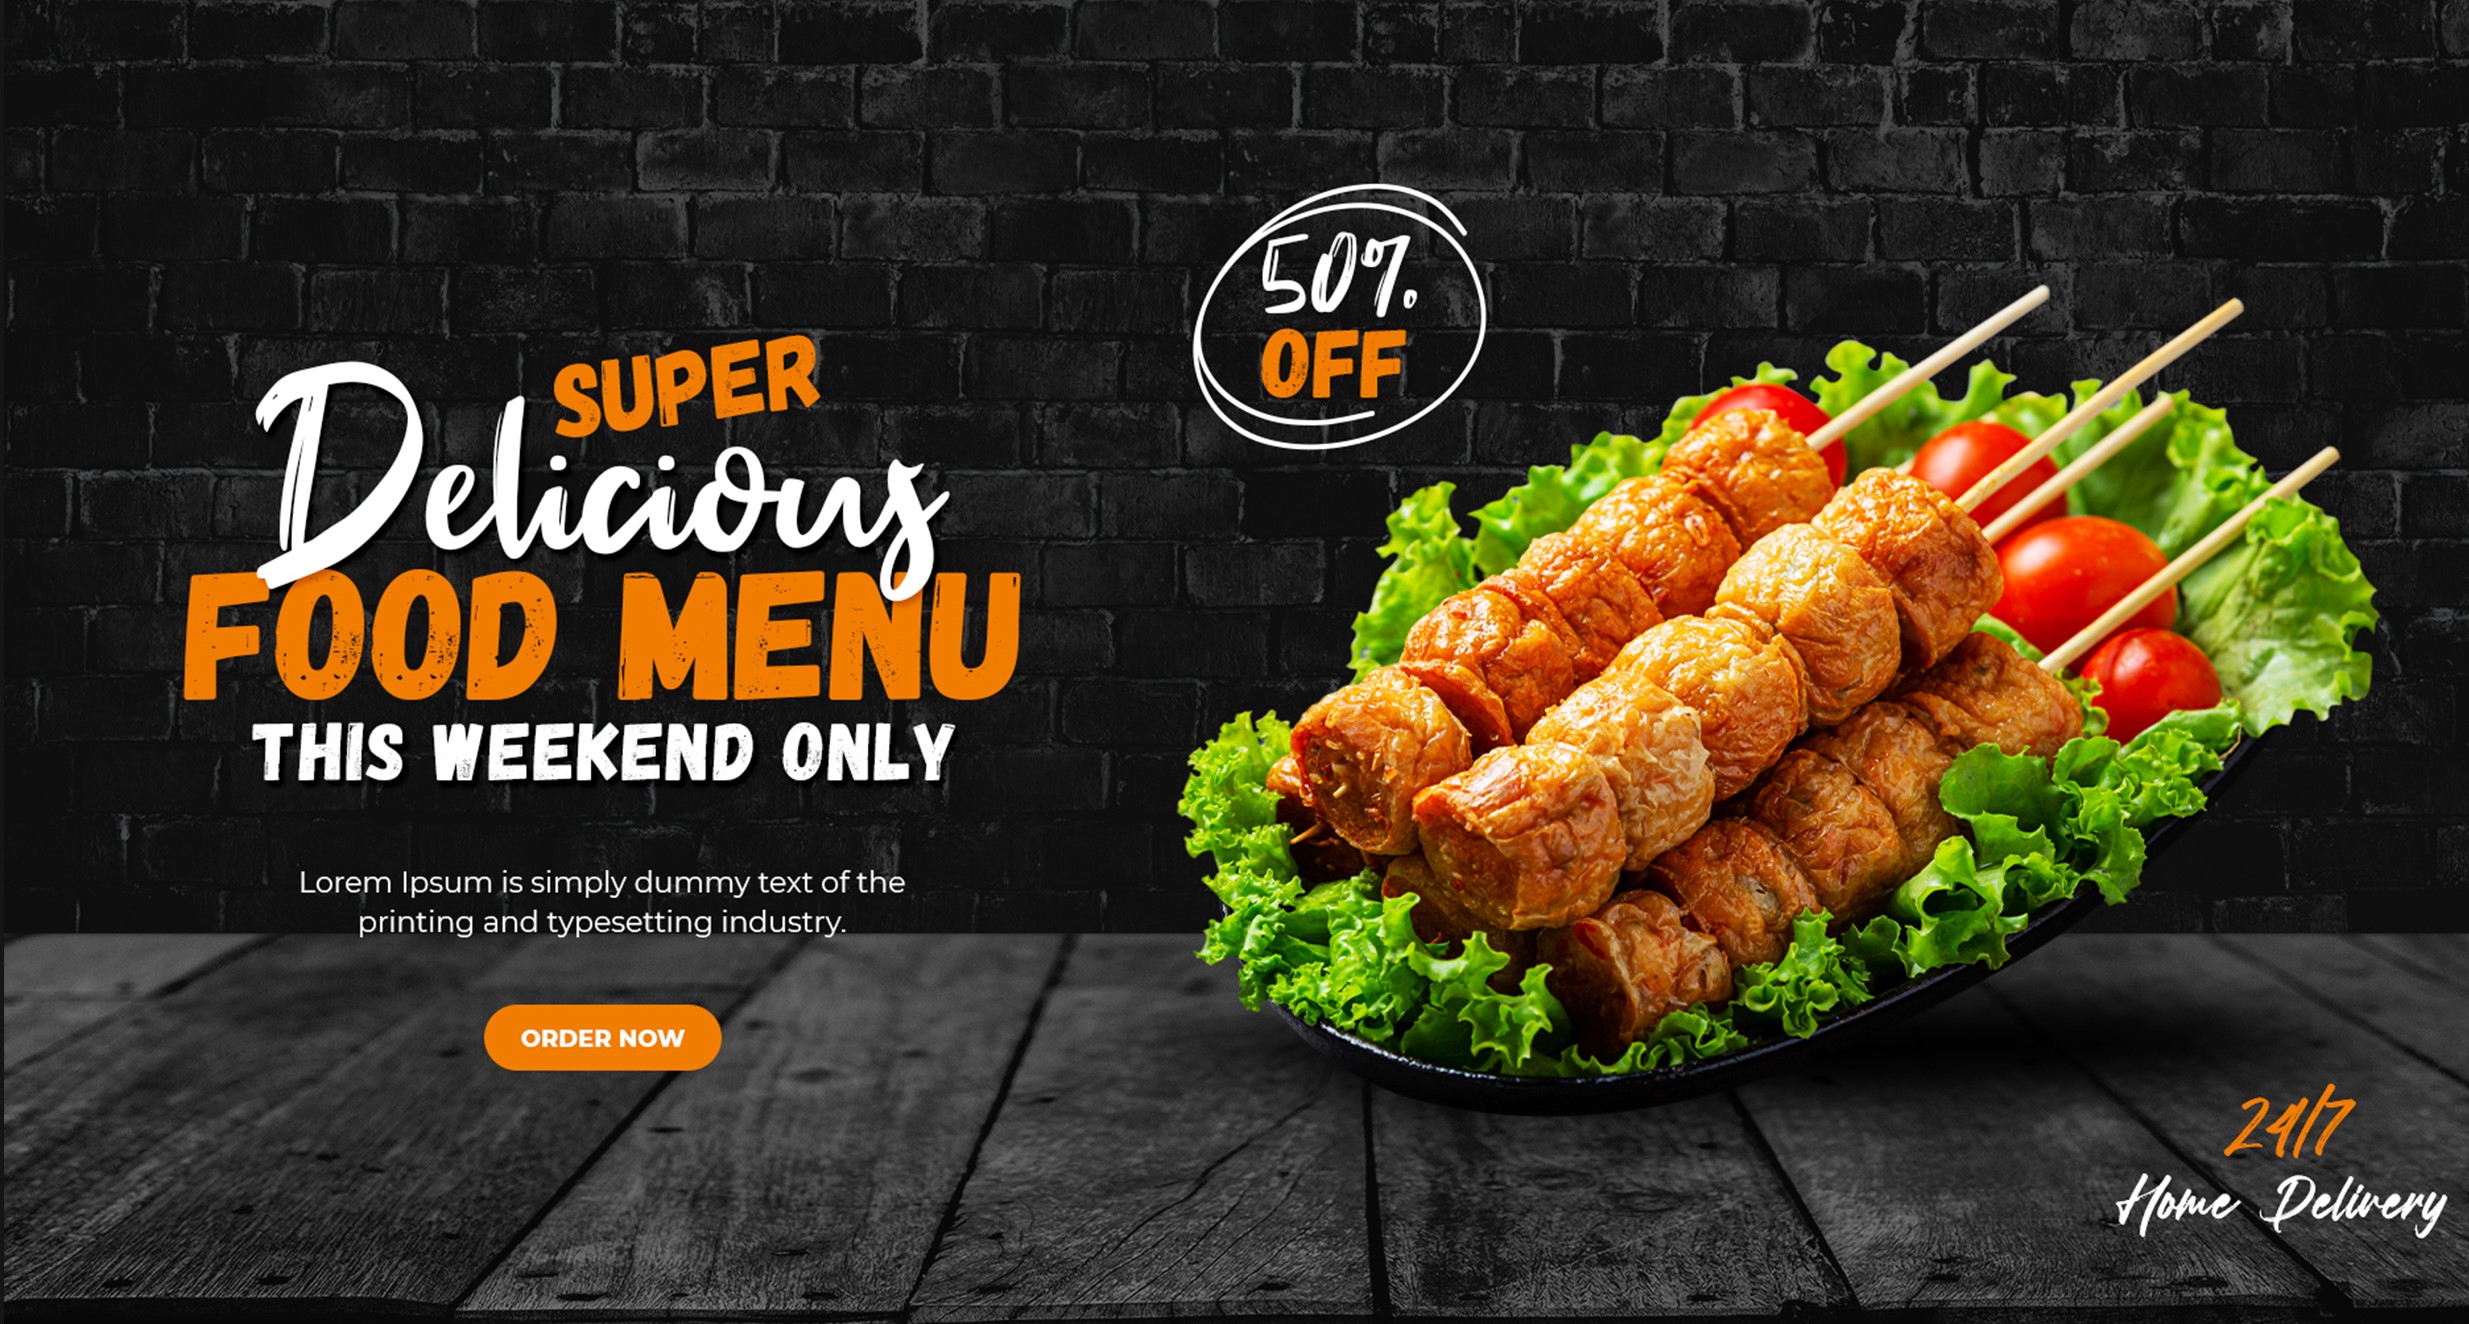 SUPER
Delicious
FOOD MENU
THIS WEEKEND ONLY
Lorem Ipsum is simply dummy text of the
printing and typesetting industry.
ORDER NOW
50%
OFF
24/7
Home Delivery